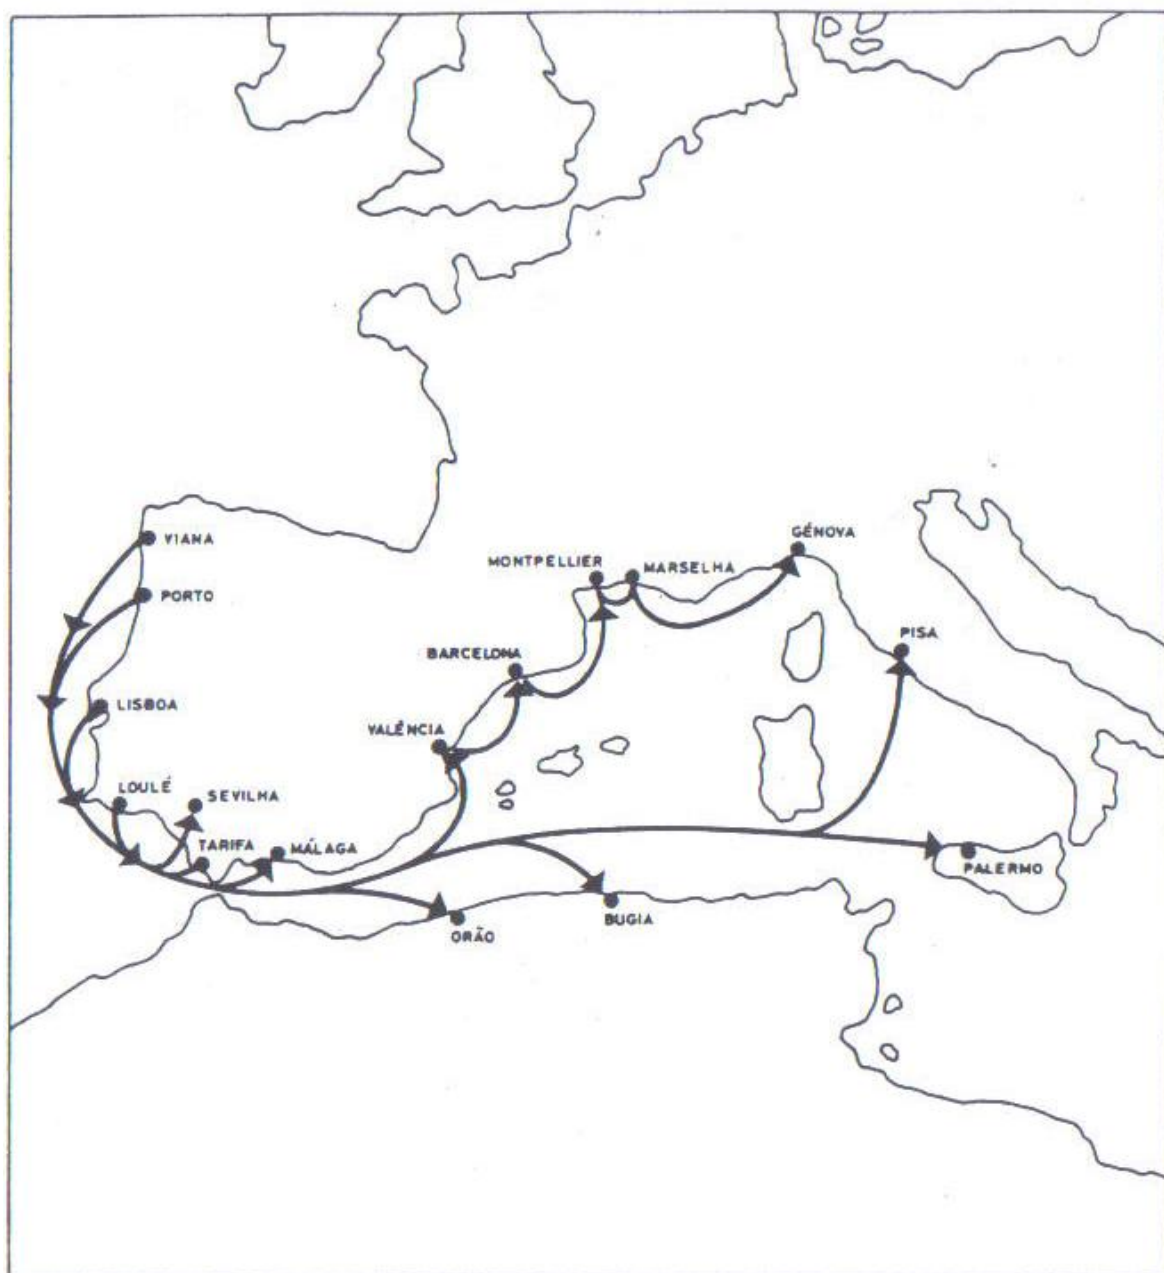 VIANA
GÉNOVA
MONTPELLIER
MARSELHA
PORTO
PISA
BARCELONA
LISBOA
VALÊNCIA
LOULÉ
SEVILHA
TARIFA
MÁLAGA
PALERMO
BUGIA
ORÃO